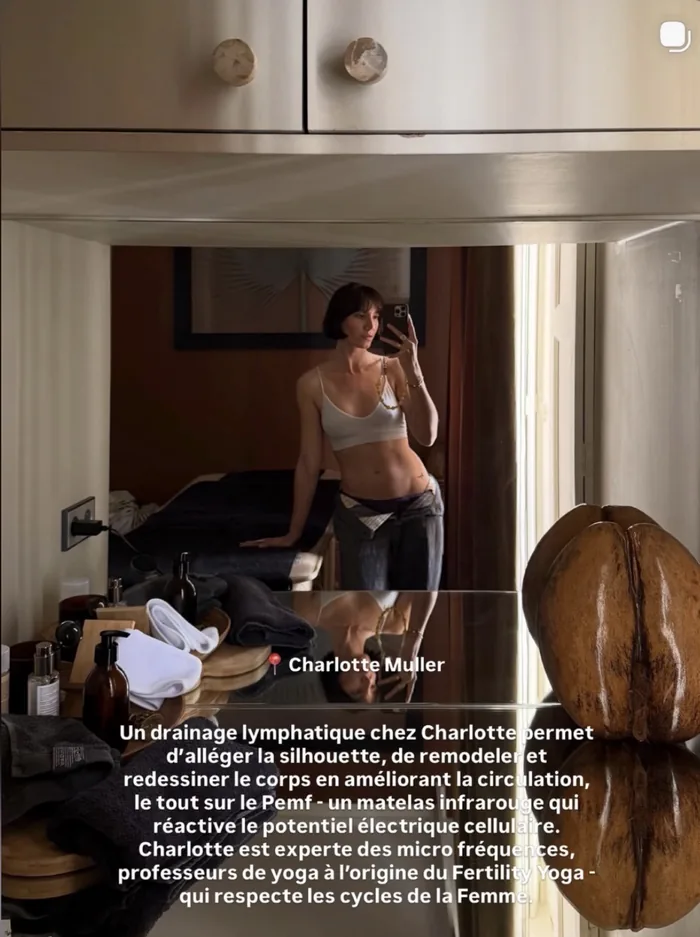 📍 Charlotte Muller
Un drainage lymphatique chez Charlotte permet
d’alléger la silhouette, de remodeler et
redessiner le corps en améliorant la circulation,
le tout sur le Pemf - un matelas infrarouge qui
réactive le potentiel électrique cellulaire.
Charlotte est experte des micro fréquences,
professeurs de yoga à l’origine du Fertility Yoga -
qui respecte les cycles de la Femme.